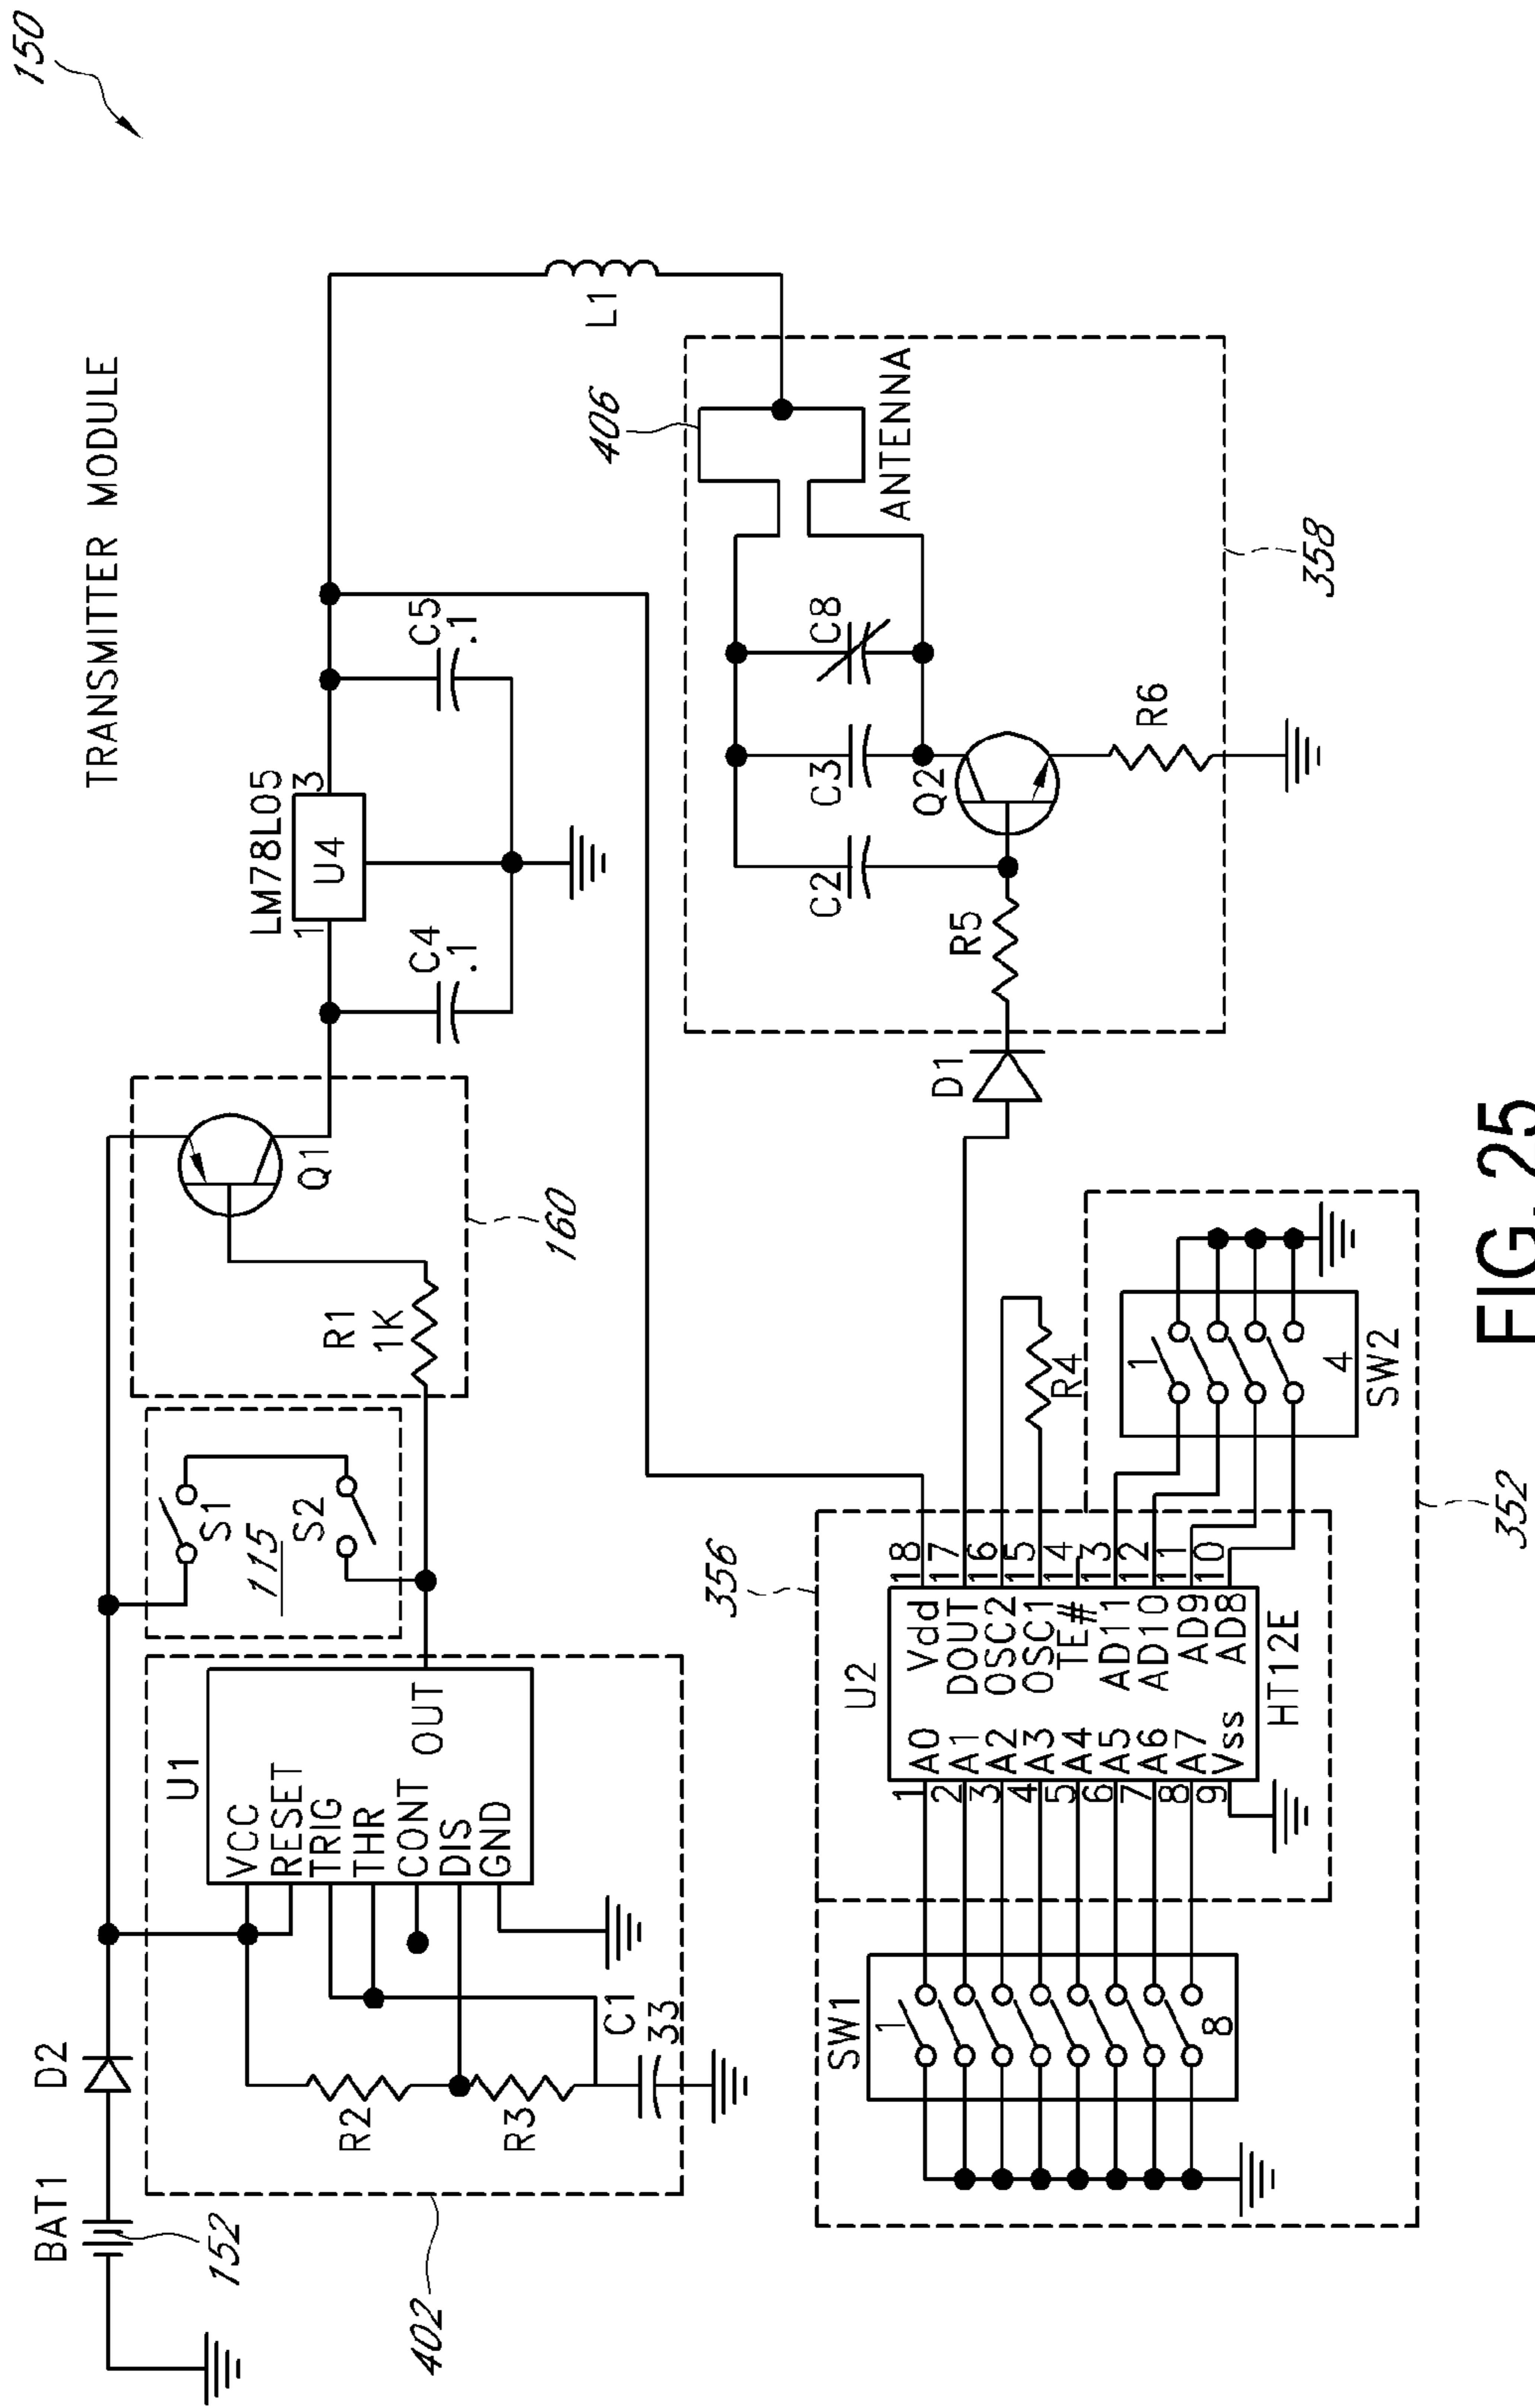 TRANSMITTER MODULE
150
BAT1
152
D2
402
U1
VCC
RESET
TRIG
THR
CONT
DIS
GND
OUT
R2
R3
C1
33
S1
115
S2
R1
1K
Q1
160
LM78L05
1
U4
3
C4
.1
C5
.1
L1
406
ANTENNA
C2
C3
C8
Q2
R5
R6
D1
358
356
SW1
1
8
U2
1 A0
2 A1
3 A2
4 A3
5 A4
6 A5
7 A6
8 A7
9 Vss
Vdd 18
DOUT 17
OSC2 16
OSC1 15
TE# 14
AD11 13
AD10 12
AD9 11
AD8 10
HT12E
R4
1
4
SW2
352
FIG. 25